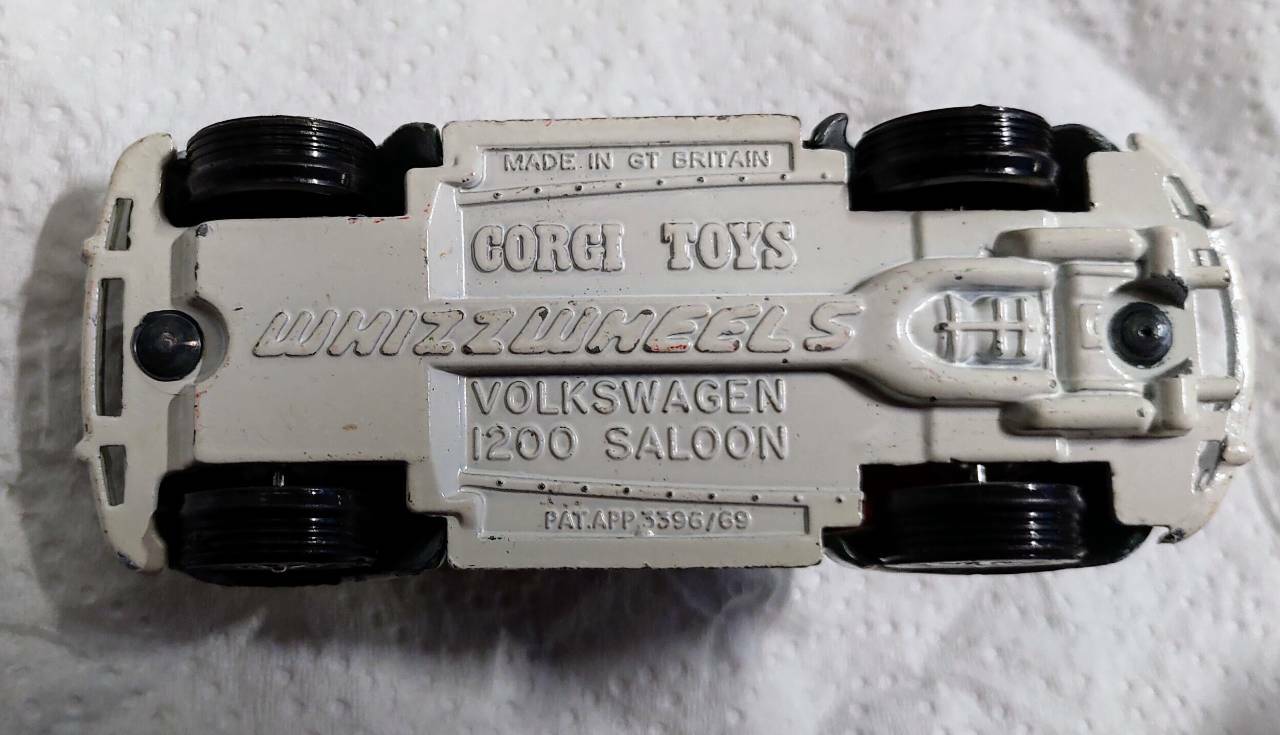 MADE IN GT BRITAIN
CORGI TOYS
WHIZZWHEELS
VOLKSWAGEN
1200 SALOON
PAT.APP.3396/69